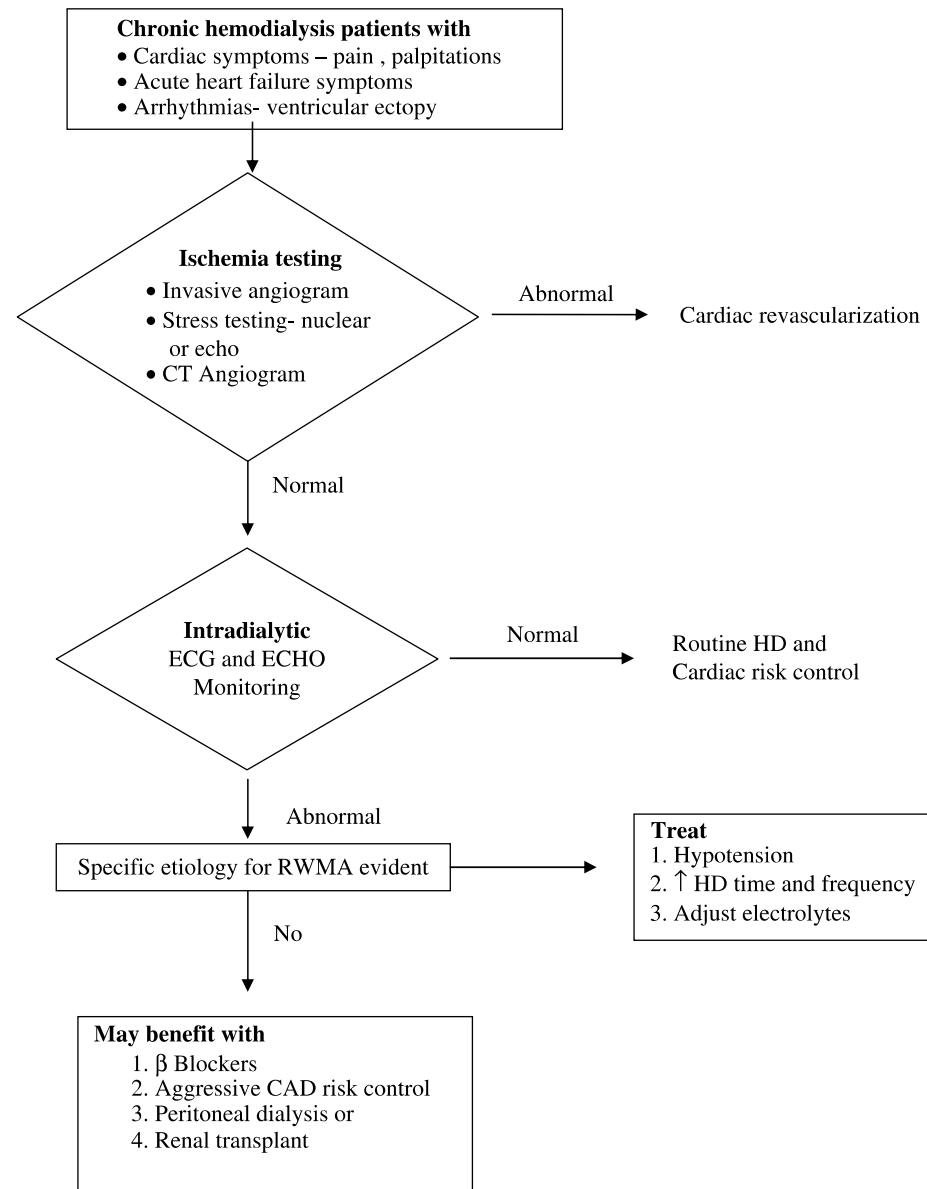 Chronic hemodialysis patients with
• Cardiac symptoms – pain , palpitations
• Acute heart failure symptoms
• Arrhythmias- ventricular ectopy
Ischemia testing
• Invasive angiogram
• Stress testing- nuclear
or echo
• CT Angiogram
Abnormal
Cardiac revascularization
Normal
Intradialytic
ECG and ECHO
Monitoring
Normal
Routine HD and
Cardiac risk control
Abnormal
Specific etiology for RWMA evident
Treat
1. Hypotension
2. ↑ HD time and frequency
3. Adjust electrolytes
No
May benefit with
1. β Blockers
2. Aggressive CAD risk control
3. Peritoneal dialysis or
4. Renal transplant